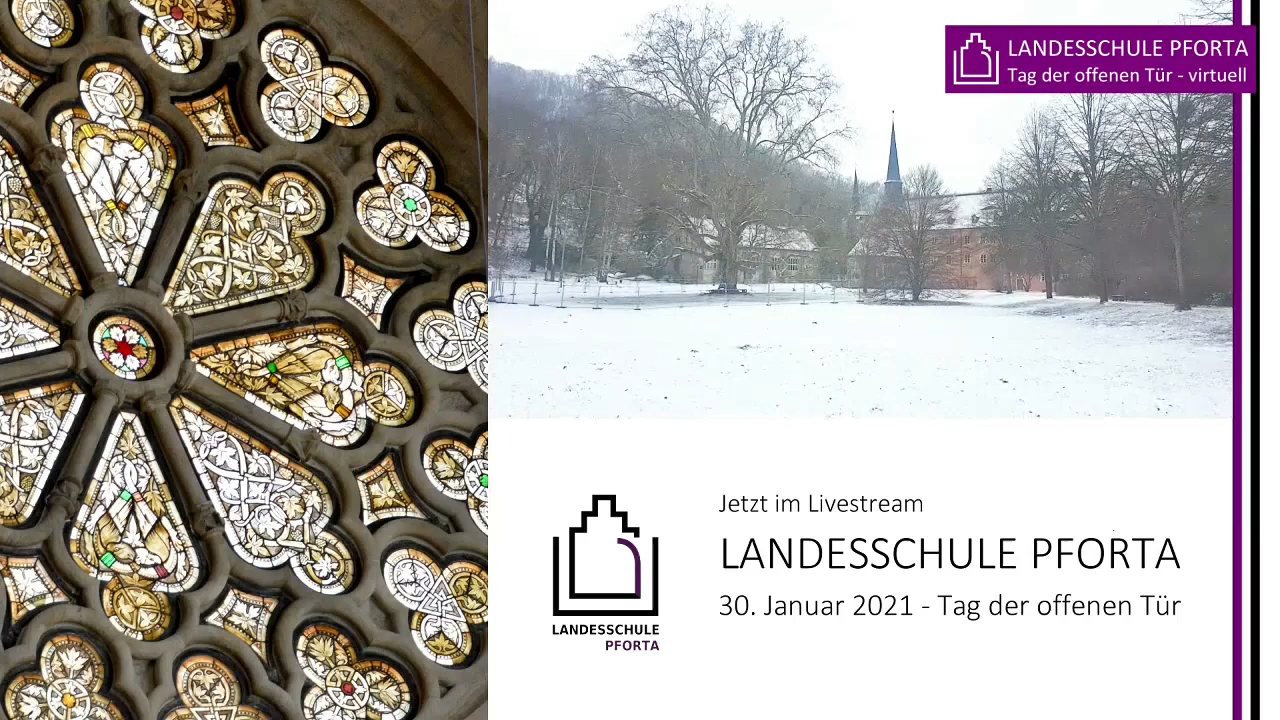 LANDESSCHULE PFORTA
Tag der offenen Tür - virtuell
Jetzt im Livestream
LANDESSCHULE PFORTA
30. Januar 2021 - Tag der offenen Tür
LANDESSCHULE
PFORTA